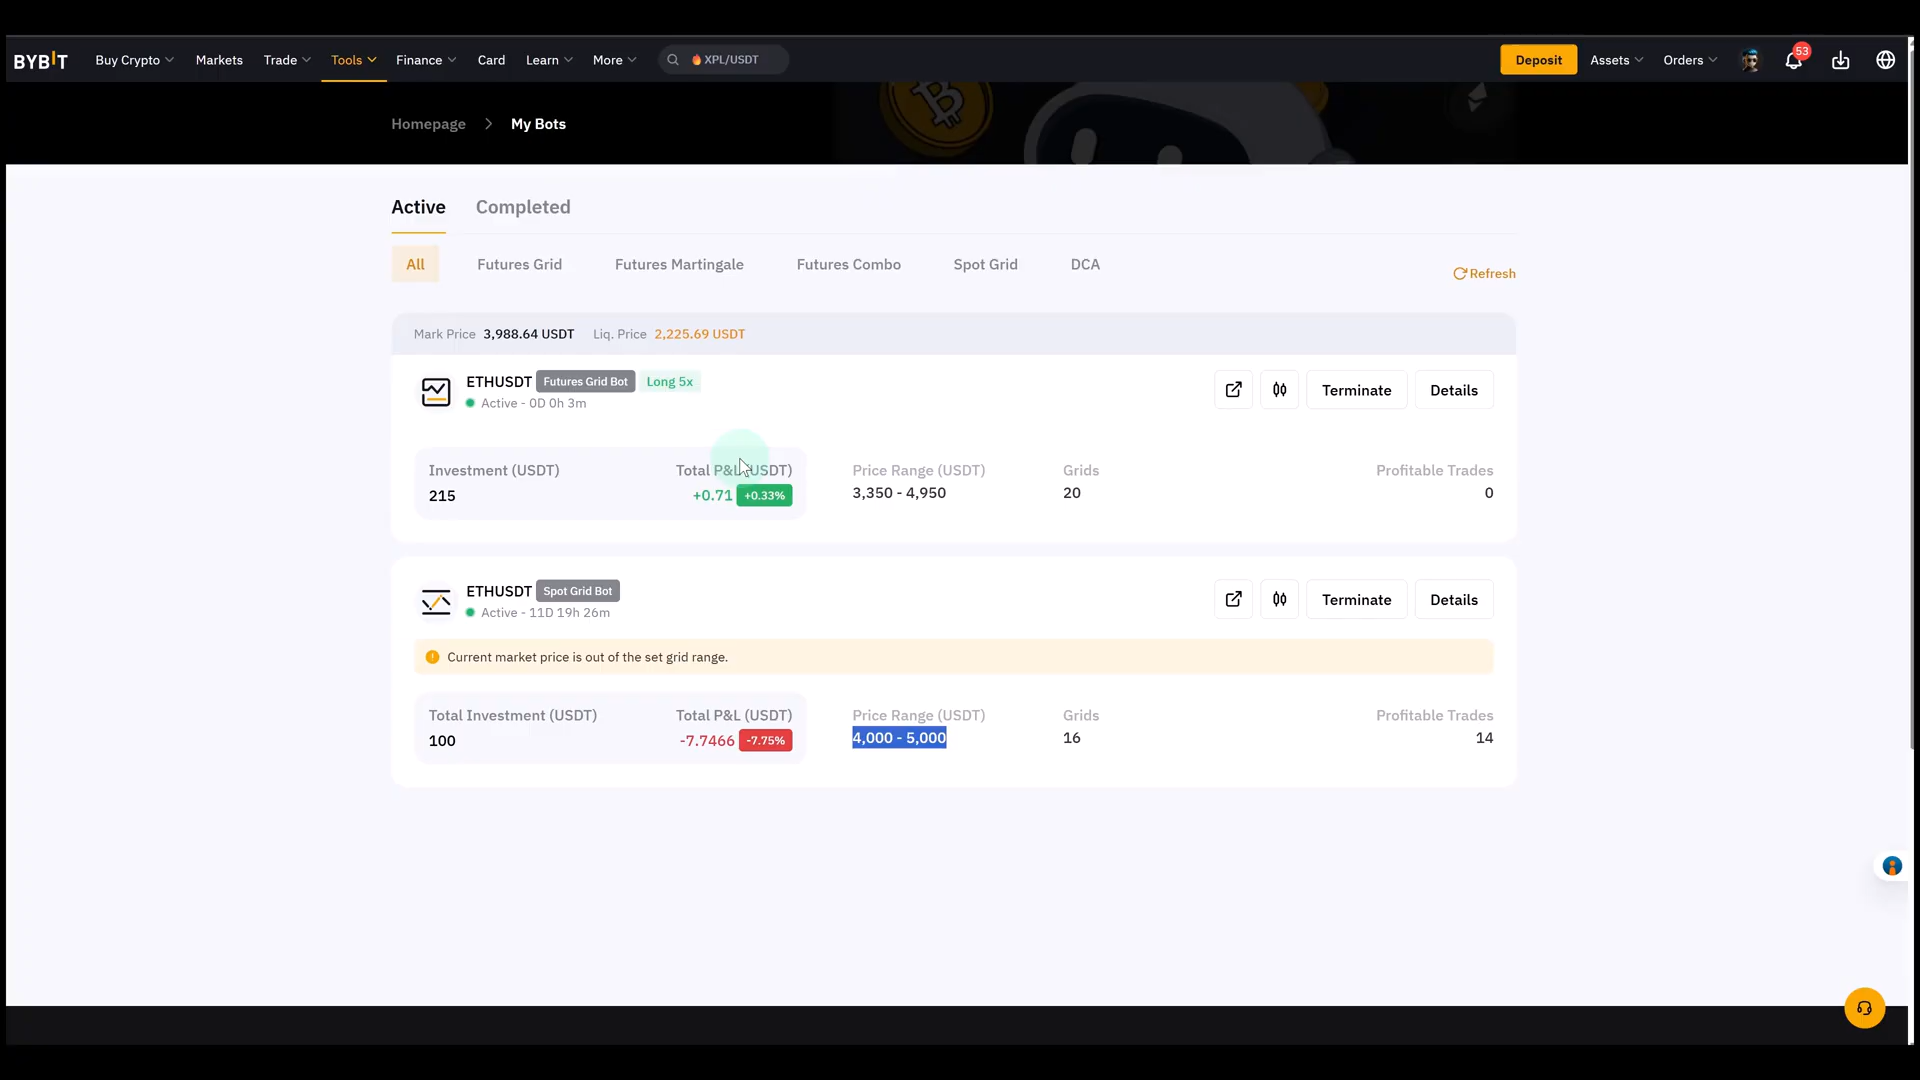 BYBIT Buy Crypto Markets Trade Tools Finance Card Learn More XPL/USDT Deposit Assets Orders 53
Homepage > My Bots
Active Completed
All Futures Grid Futures Martingale Futures Combo Spot Grid DCA
Refresh
Mark Price 3,988.64 USDT Liq. Price 2,225.69 USDT
ETHUSDT Futures Grid Bot Long 5x
Active - 0D 0h 3m
Terminate Details
Investment (USDT) Total P&L (USDT) Price Range (USDT) Grids Profitable Trades
215 +0.71 +0.33% 3,350 - 4,950 20 0
ETHUSDT Spot Grid Bot
Active - 11D 19h 26m
Terminate Details
Current market price is out of the set grid range.
Total Investment (USDT) Total P&L (USDT) Price Range (USDT) Grids Profitable Trades
100 -7.7466 -7.75% 4,000 - 5,000 16 14